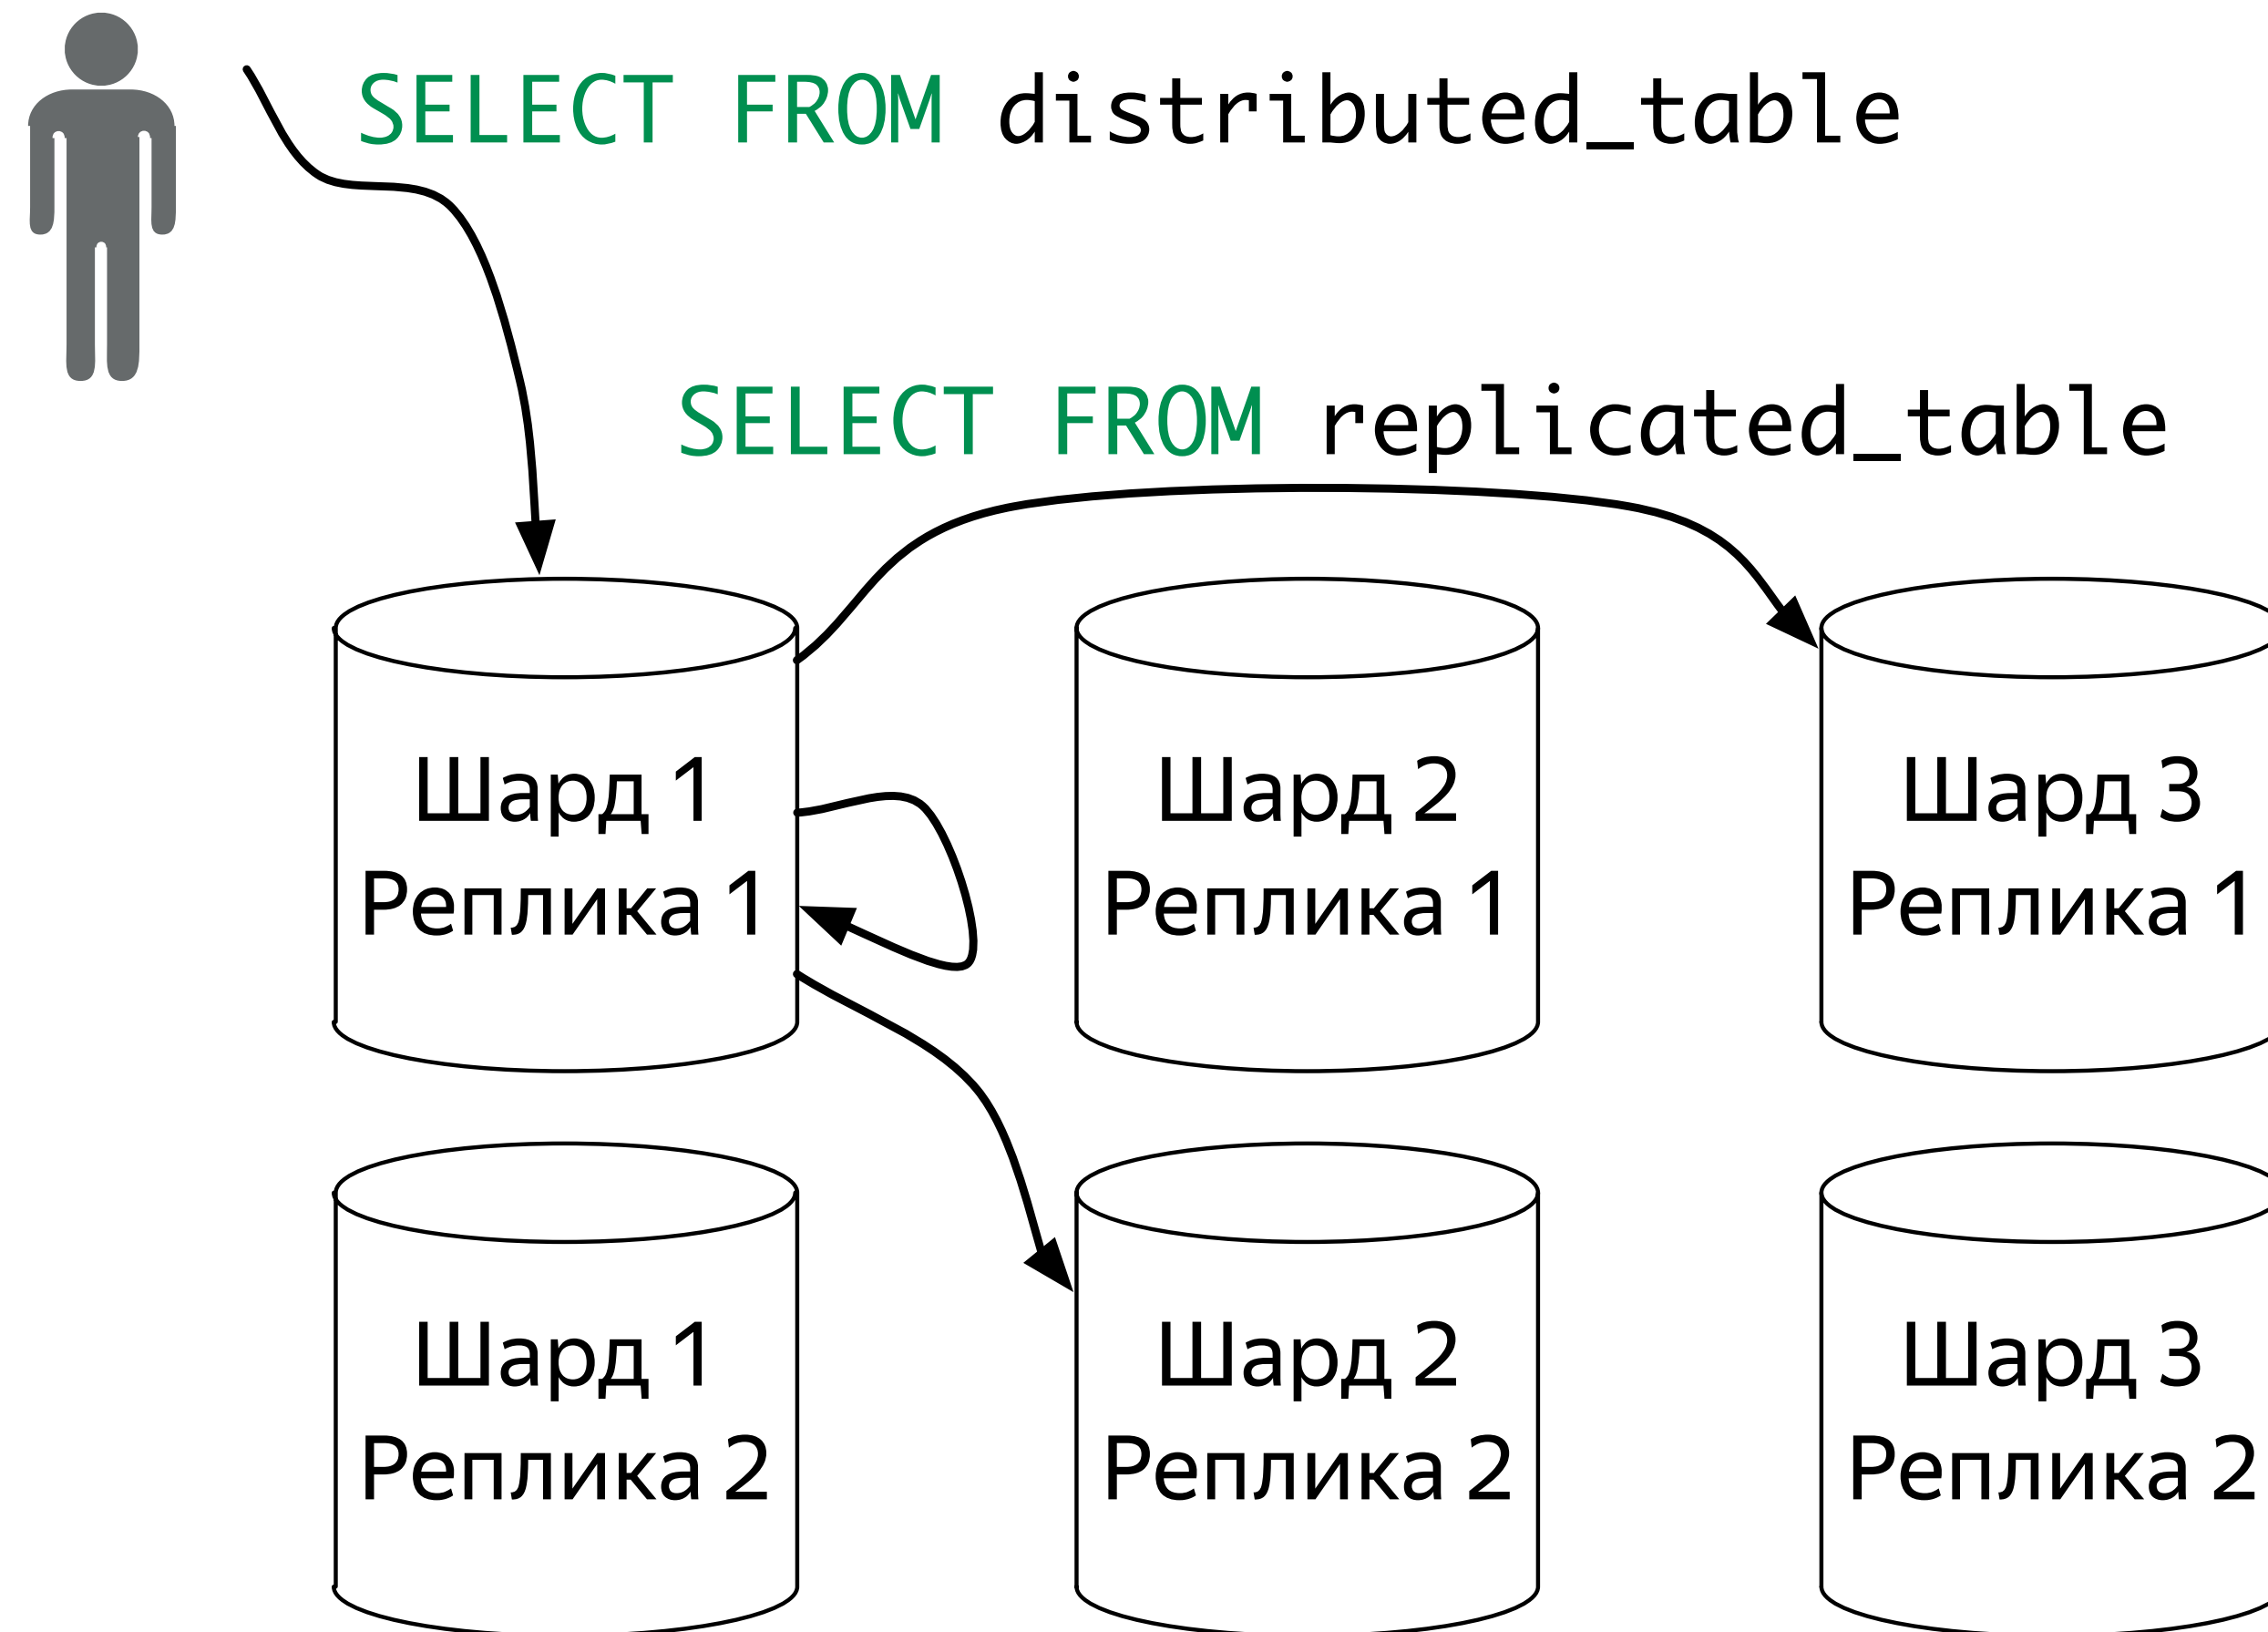 SELECT FROM distributed_table
SELECT FROM replicated_table
Шард 1
Реплика 1
Шард 2
Реплика 1
Шард 3
Реплика 1
Шард 1
Реплика 2
Шард 2
Реплика 2
Шард 3
Реплика 2